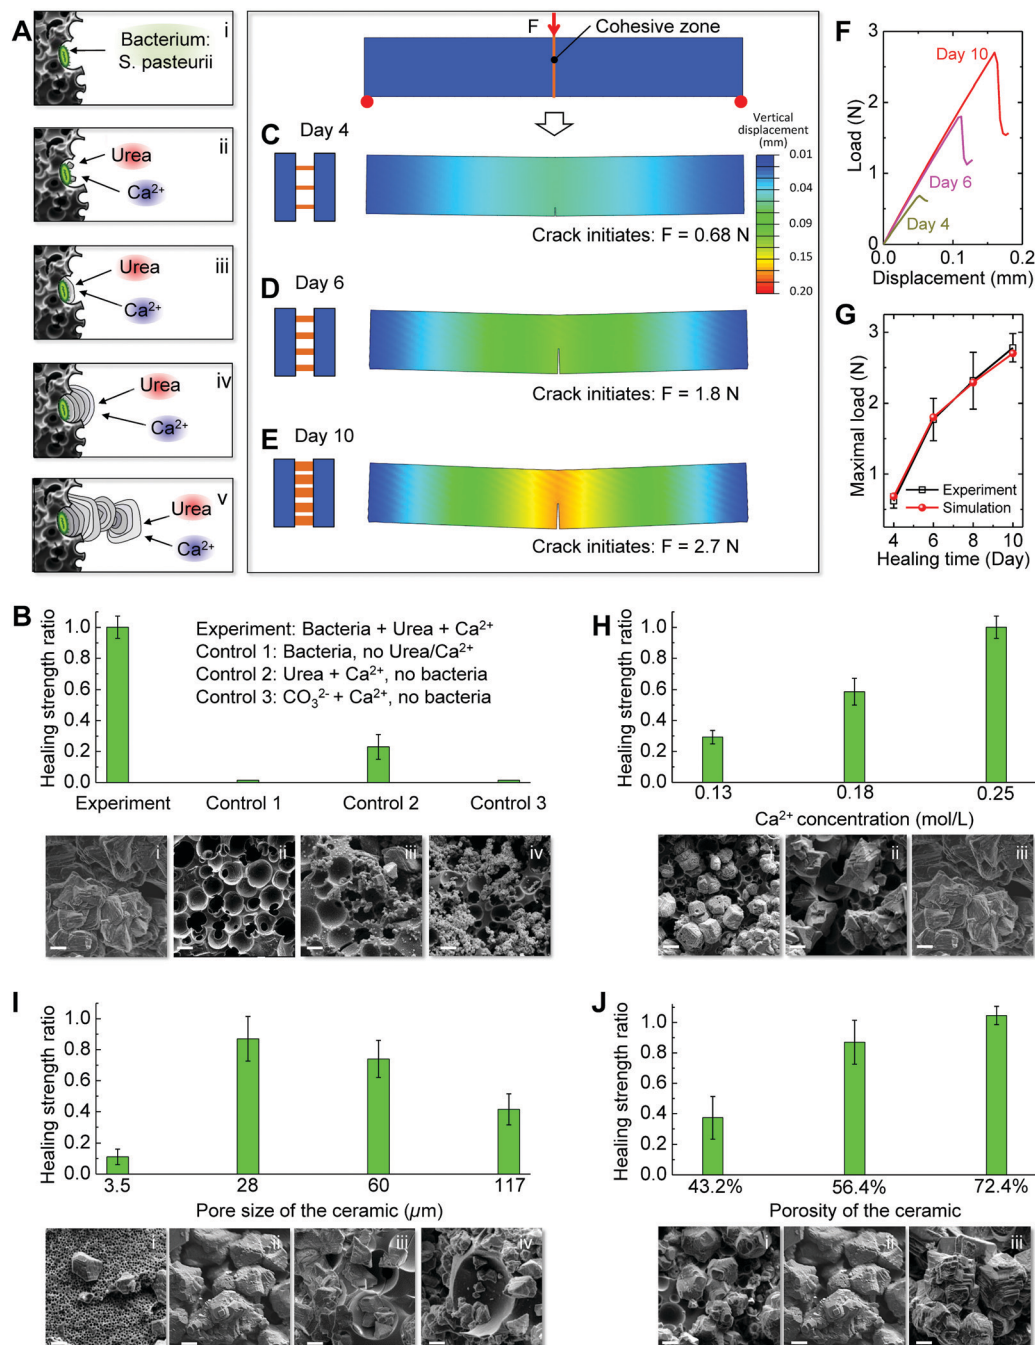 A
i
Bacterium:
S. pasteurii
ii
Urea
Ca²⁺
iii
Urea
Ca²⁺
iv
Urea
Ca²⁺
v
Urea
Ca²⁺
F
Cohesive zone
C Day 4
Vertical
displacement
(mm)
0.01
0.04
0.09
0.15
0.20
Crack initiates: F = 0.68 N
D Day 6
Crack initiates: F = 1.8 N
E Day 10
Crack initiates: F = 2.7 N
F
Load (N)
3
2
1
0
Day 10
Day 6
Day 4
0.0 0.1 0.2
Displacement (mm)
G
Maximal load (N)
3
2
1
Experiment
Simulation
4 6 8 10
Healing time (Day)
B
Healing strength ratio
1.0
0.8
0.6
0.4
0.2
0.0
Experiment: Bacteria + Urea + Ca²⁺
Control 1: Bacteria, no Urea/Ca²⁺
Control 2: Urea + Ca²⁺, no bacteria
Control 3: CO₃²⁻ + Ca²⁺, no bacteria
Experiment Control 1 Control 2 Control 3
i ii iii iv
H
Healing strength ratio
1.0
0.8
0.6
0.4
0.2
0.0
0.13 0.18 0.25
Ca²⁺ concentration (mol/L)
i ii iii
I
Healing strength ratio
1.0
0.8
0.6
0.4
0.2
0.0
3.5 28 60 117
Pore size of the ceramic (µm)
i ii iii iv
J
Healing strength ratio
1.0
0.8
0.6
0.4
0.2
0.0
43.2% 56.4% 72.4%
Porosity of the ceramic
i ii iii